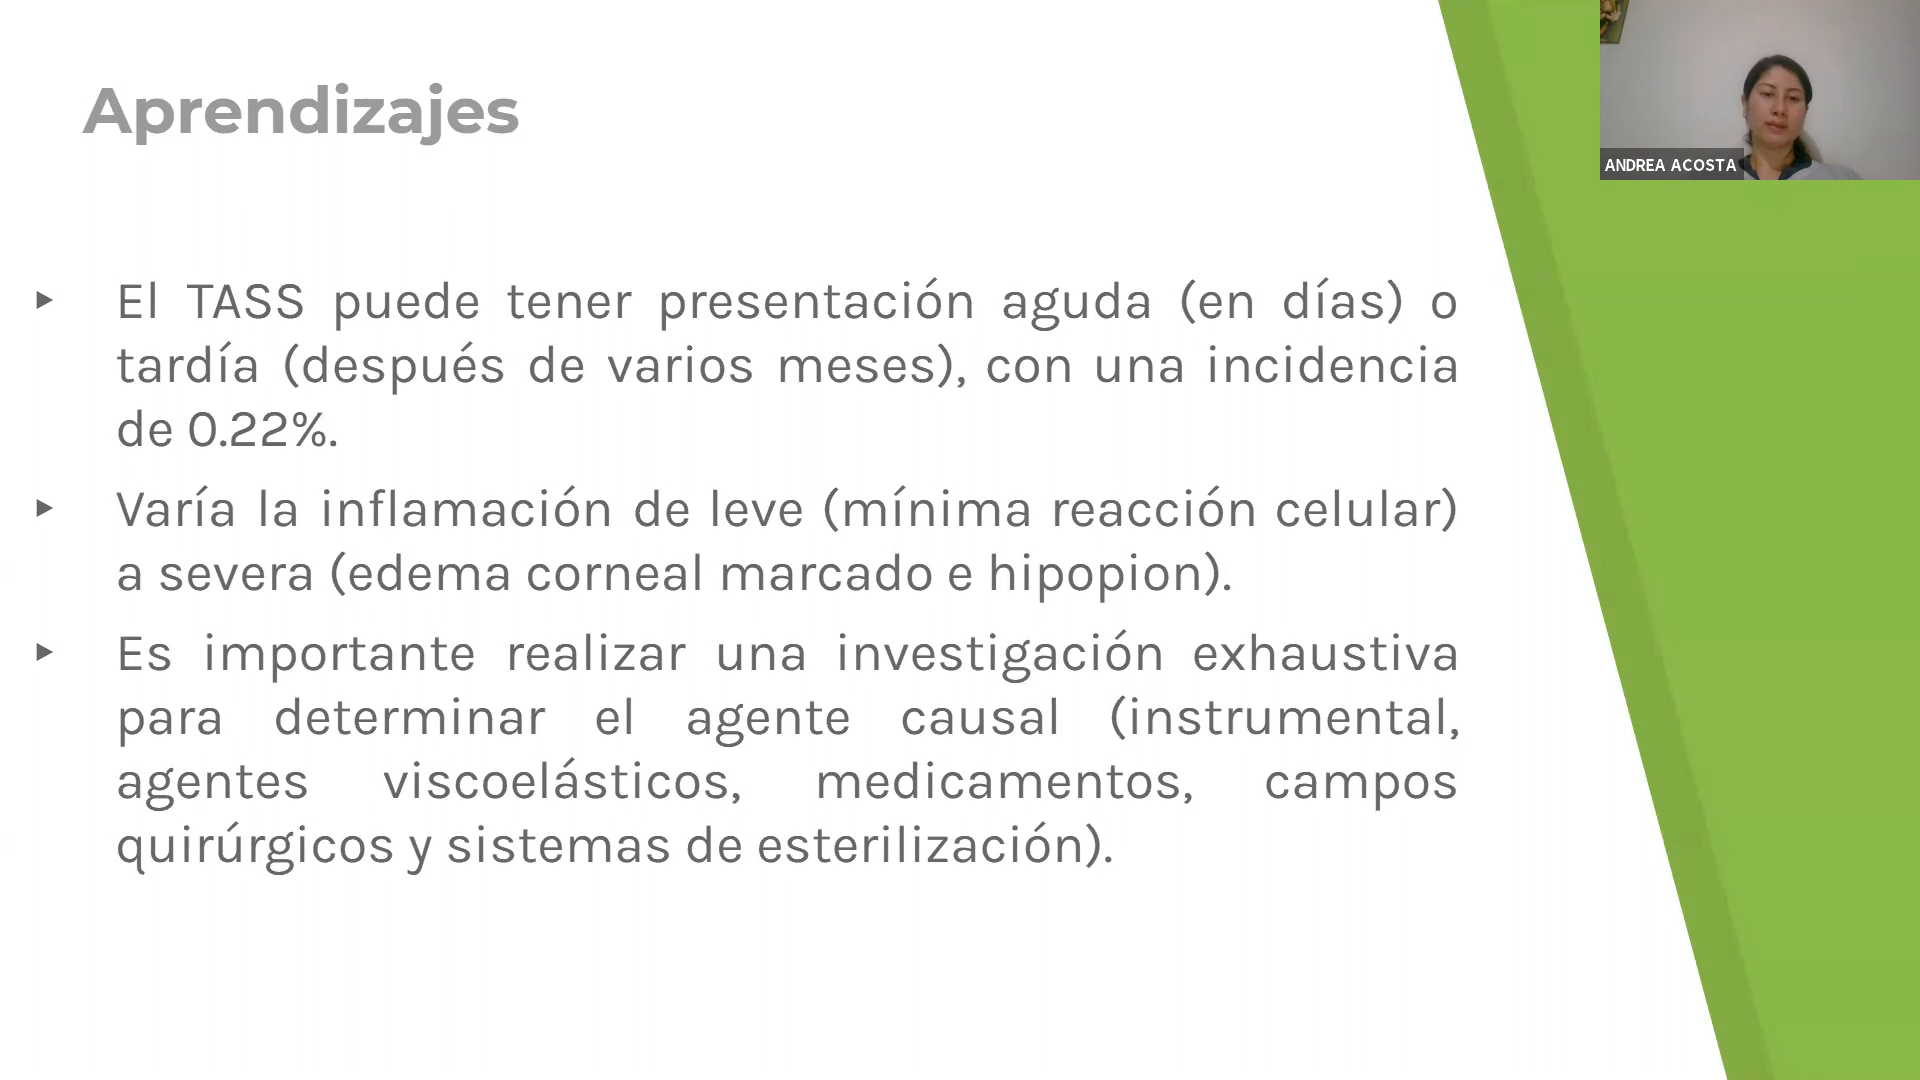 Aprendizajes
ANDREA ACOSTA
▸ El TASS puede tener presentación aguda (en días) o
tardía (después de varios meses), con una incidencia
de 0.22%.
▸ Varía la inflamación de leve (mínima reacción celular)
a severa (edema corneal marcado e hipopion).
▸ Es importante realizar una investigación exhaustiva
para determinar el agente causal (instrumental,
agentes viscoelásticos, medicamentos, campos
quirúrgicos y sistemas de esterilización).